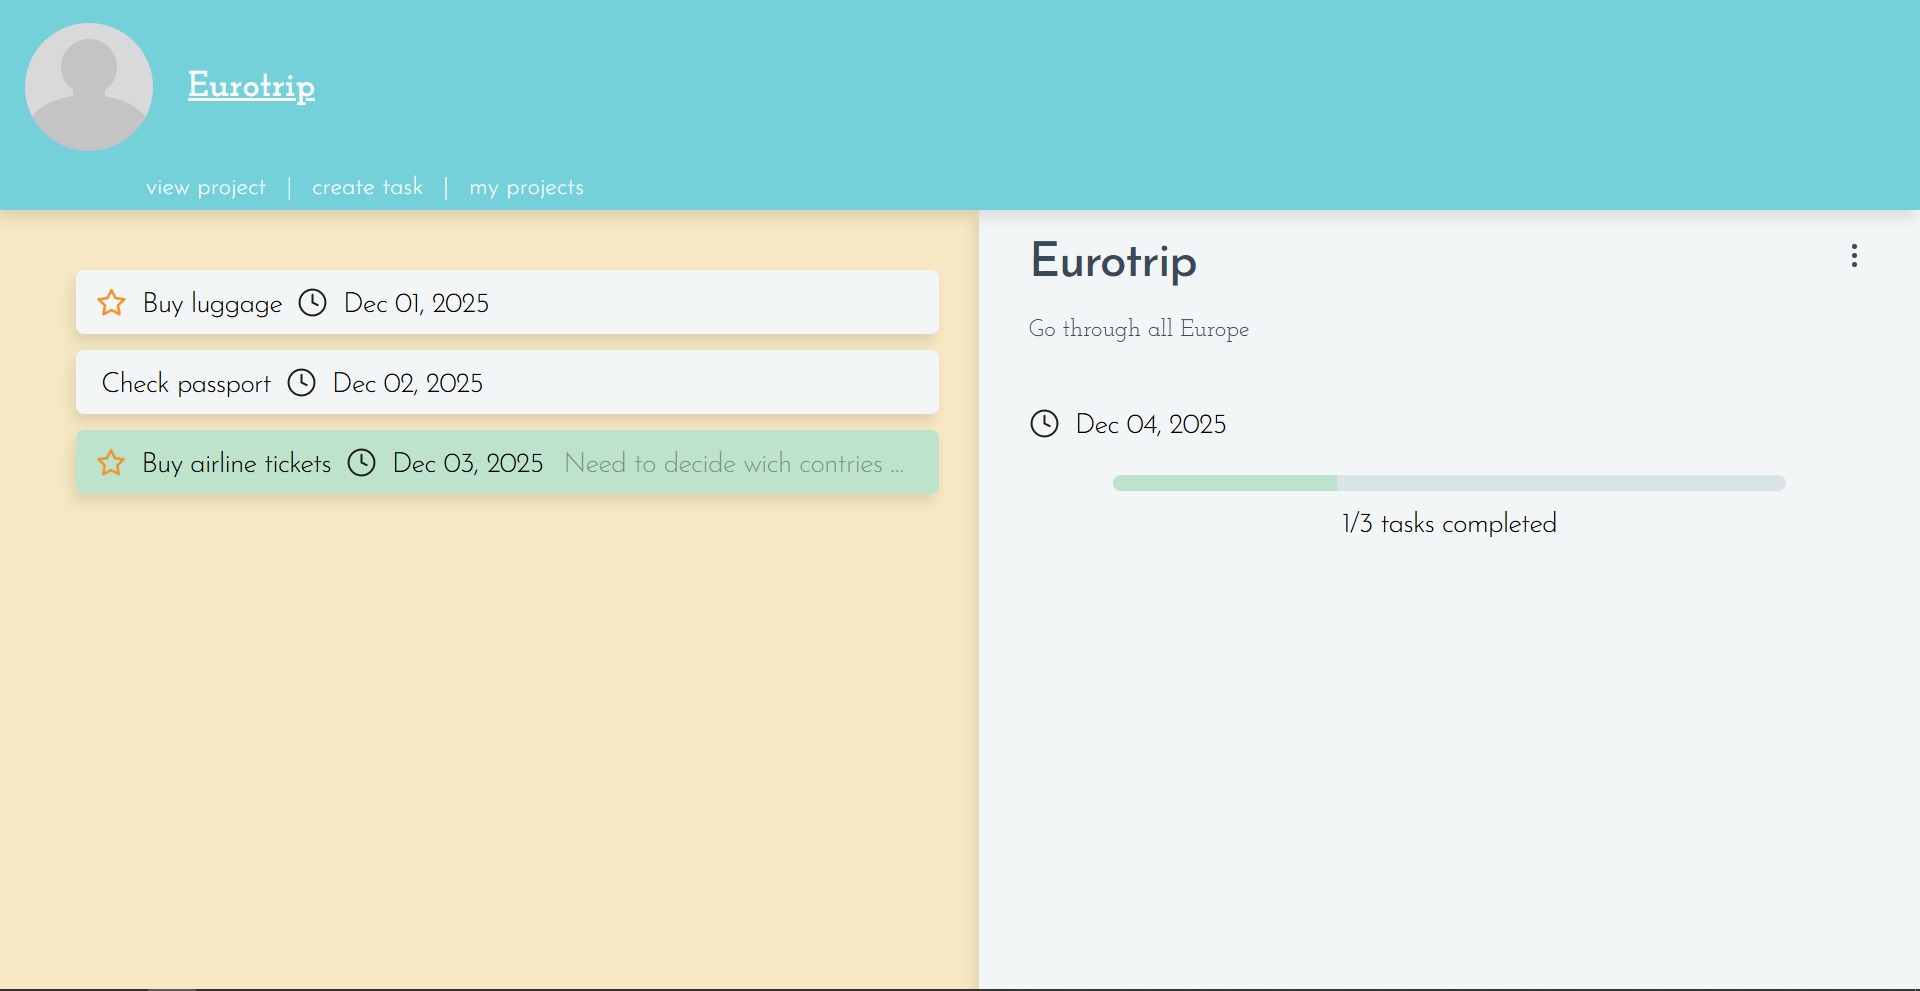 Eurotrip
view project | create task | my projects
Buy luggage Dec 01, 2025
Check passport Dec 02, 2025
Buy airline tickets Dec 03, 2025 Need to decide wich contries ...
Eurotrip
Go through all Europe
Dec 04, 2025
1/3 tasks completed